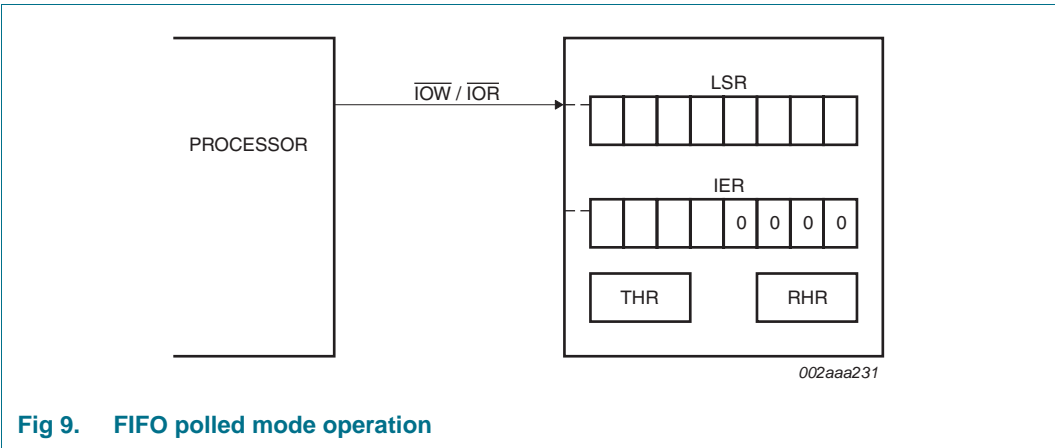 LSR
IOW / IOR
PROCESSOR
IER
0 0 0 0
THR RHR
002aaa231
Fig 9. FIFO polled mode operation